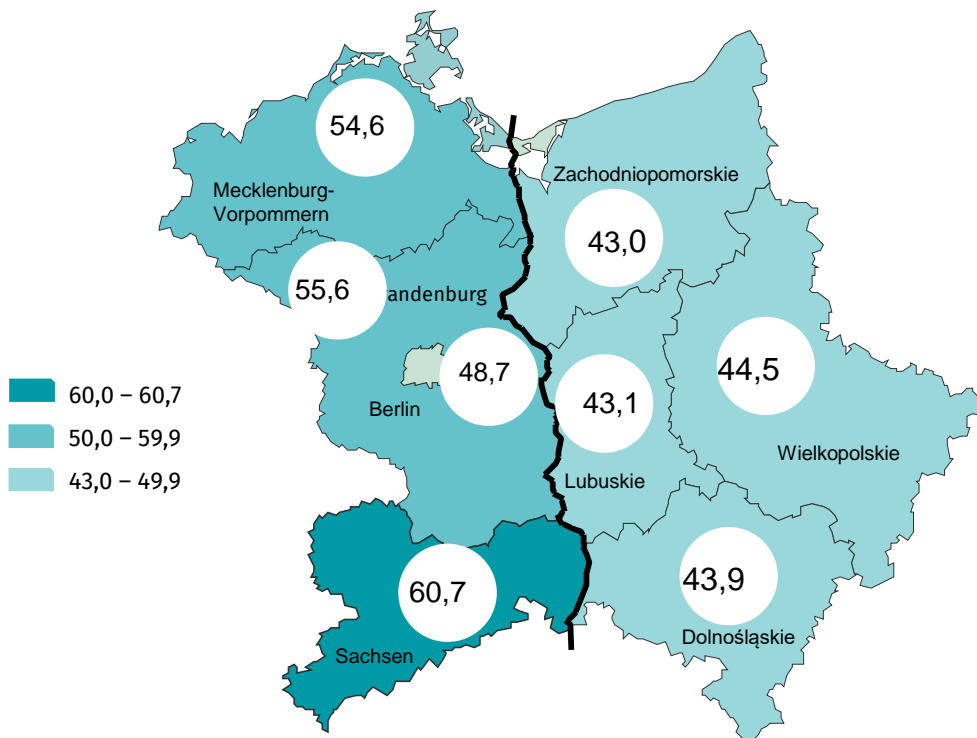 54,6
Zachodniopomorskie
Mecklenburg-
Vorpommern
43,0
55,6
andenburg
48,7
44,5
60,0 – 60,7
43,1
Berlin
50,0 – 59,9
Wielkopolskie
43,0 – 49,9
Lubuskie
43,9
60,7
Dolnośląskie
Sachsen